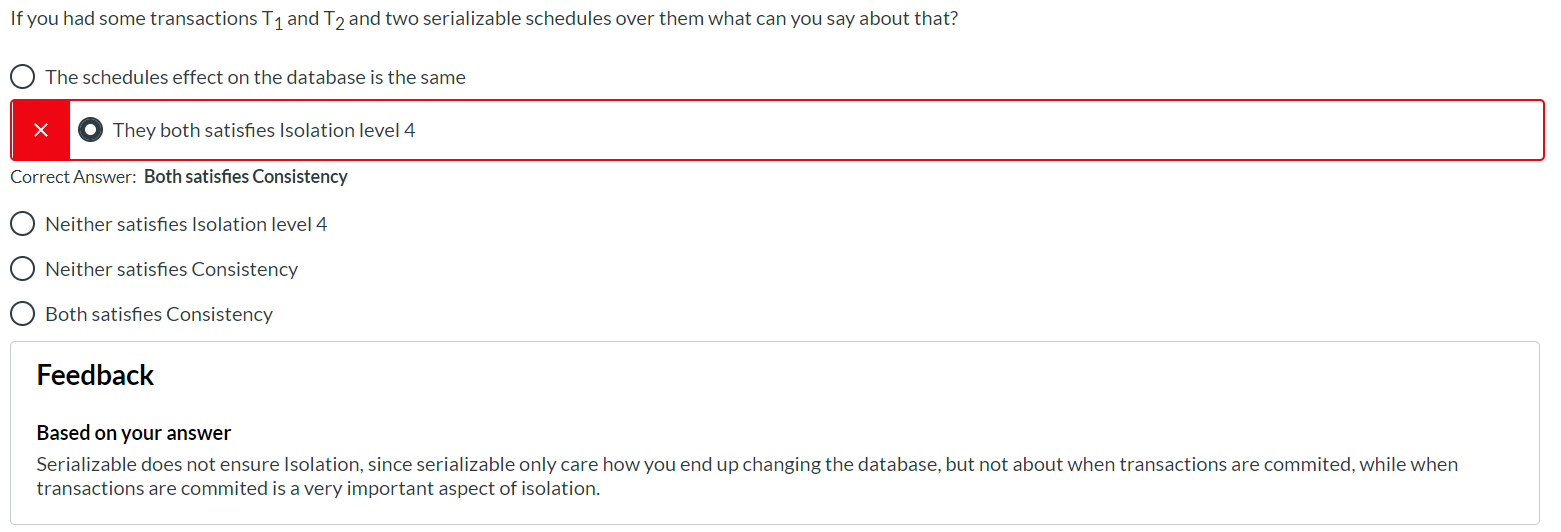 If you had some transactions T1 and T2 and two serializable schedules over them what can you say about that?
The schedules effect on the database is the same
They both satisfies Isolation level 4
Correct Answer: Both satisfies Consistency
Neither satisfies Isolation level 4
Neither satisfies Consistency
Both satisfies Consistency
Feedback
Based on your answer
Serializable does not ensure Isolation, since serializable only care how you end up changing the database, but not about when transactions are commited, while when
transactions are commited is a very important aspect of isolation.